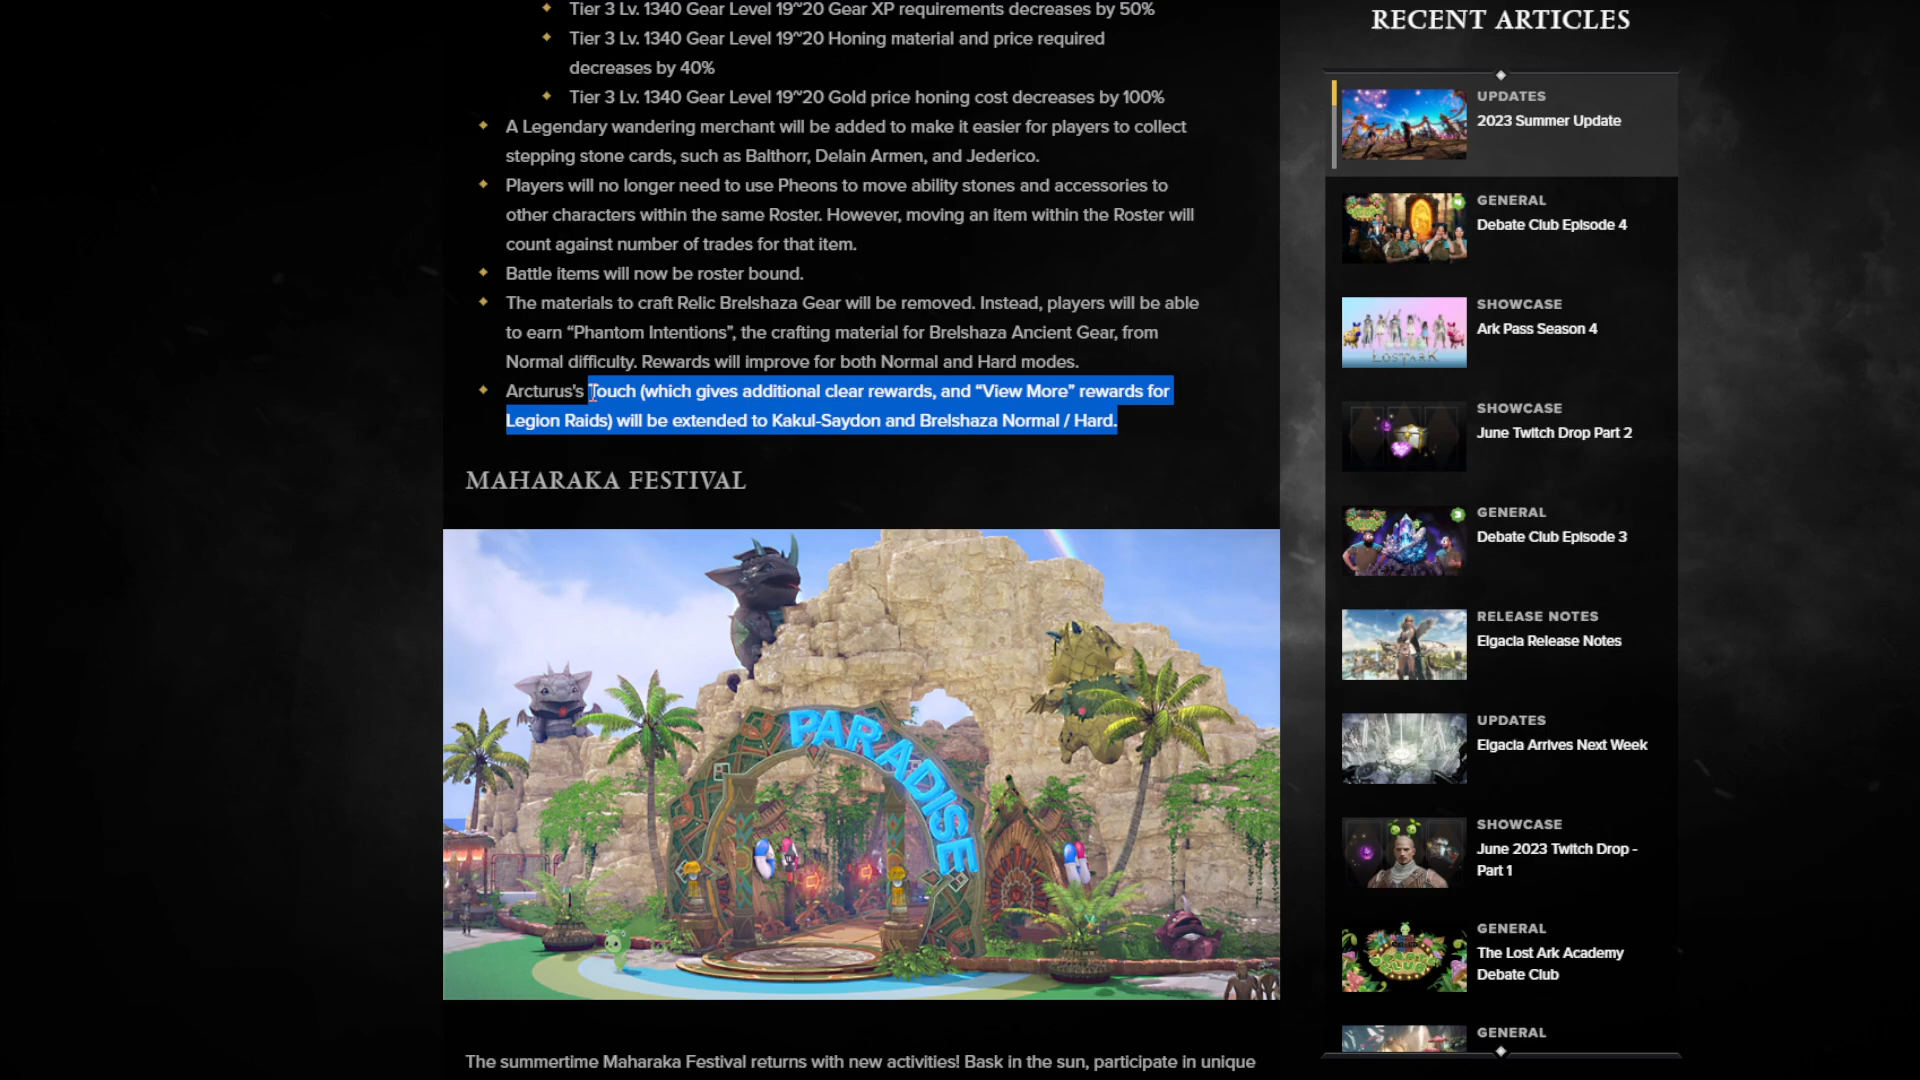 Tier 3 Lv. 1340 Gear Level 19~20 Gear XP requirements decreases by 50%
Tier 3 Lv. 1340 Gear Level 19~20 Honing material and price required
decreases by 40%
Tier 3 Lv. 1340 Gear Level 19~20 Gold price honing cost decreases by 100%
A Legendary wandering merchant will be added to make it easier for players to collect
stepping stone cards, such as Balthorr, Delain Armen, and Jederico.
Players will no longer need to use Pheons to move ability stones and accessories to
other characters within the same Roster. However, moving an item within the Roster will
count against number of trades for that item.
Battle items will now be roster bound.
The materials to craft Relic Brelshaza Gear will be removed. Instead, players will be able
to earn “Phantom Intentions”, the crafting material for Brelshaza Ancient Gear, from
Normal difficulty. Rewards will improve for both Normal and Hard modes.
Arcturus's Touch (which gives additional clear rewards, and “View More” rewards for
Legion Raids) will be extended to Kakul-Saydon and Brelshaza Normal / Hard.
MAHARAKA FESTIVAL
PARADISE
The summertime Maharaka Festival returns with new activities! Bask in the sun, participate in unique
RECENT ARTICLES
UPDATES
2023 Summer Update
GENERAL
Debate Club Episode 4
SHOWCASE
Ark Pass Season 4
LOST ARK
SHOWCASE
June Twitch Drop Part 2
GENERAL
Debate Club Episode 3
RELEASE NOTES
Elgacia Release Notes
UPDATES
Elgacia Arrives Next Week
SHOWCASE
June 2023 Twitch Drop -
Part 1
GENERAL
The Lost Ark Academy
Debate Club
GENERAL